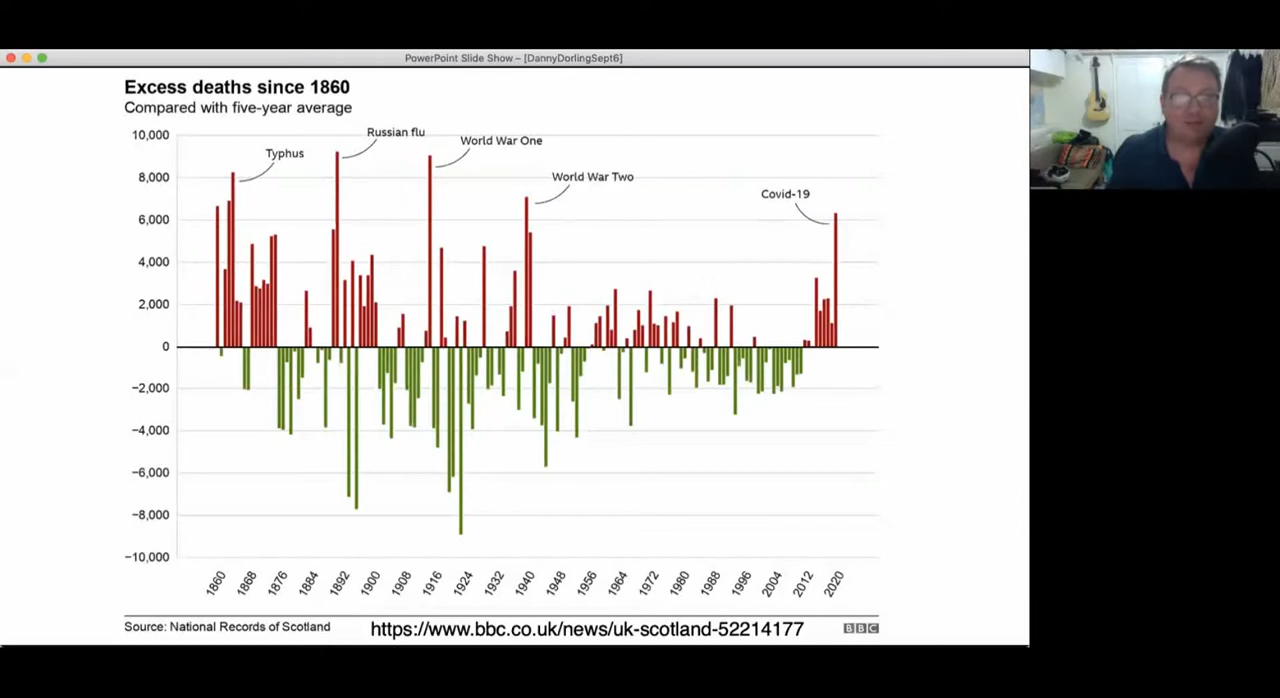 PowerPoint Slide Show – [DannyDorlingSept6]
Excess deaths since 1860
Compared with five-year average
10,000
8,000
6,000
4,000
2,000
0
−2,000
−4,000
−6,000
−8,000
−10,000
Typhus
Russian flu
World War One
World War Two
Covid-19
1860 1868 1876 1884 1892 1900 1908 1916 1924 1932 1940 1948 1956 1964 1972 1980 1988 1996 2004 2012 2020
Source: National Records of Scotland
https://www.bbc.co.uk/news/uk-scotland-52214177
BBC